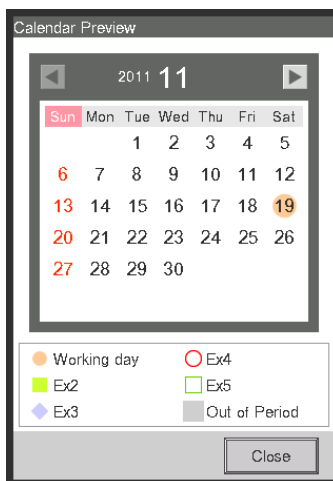 Calendar Preview
2011 11
Sun Mon Tue Wed Thu Fri Sat
1 2 3 4 5
6 7 8 9 10 11 12
13 14 15 16 17 18 19
20 21 22 23 24 25 26
27 28 29 30
Working day Ex4
Ex2 Ex5
Ex3 Out of Period
Close